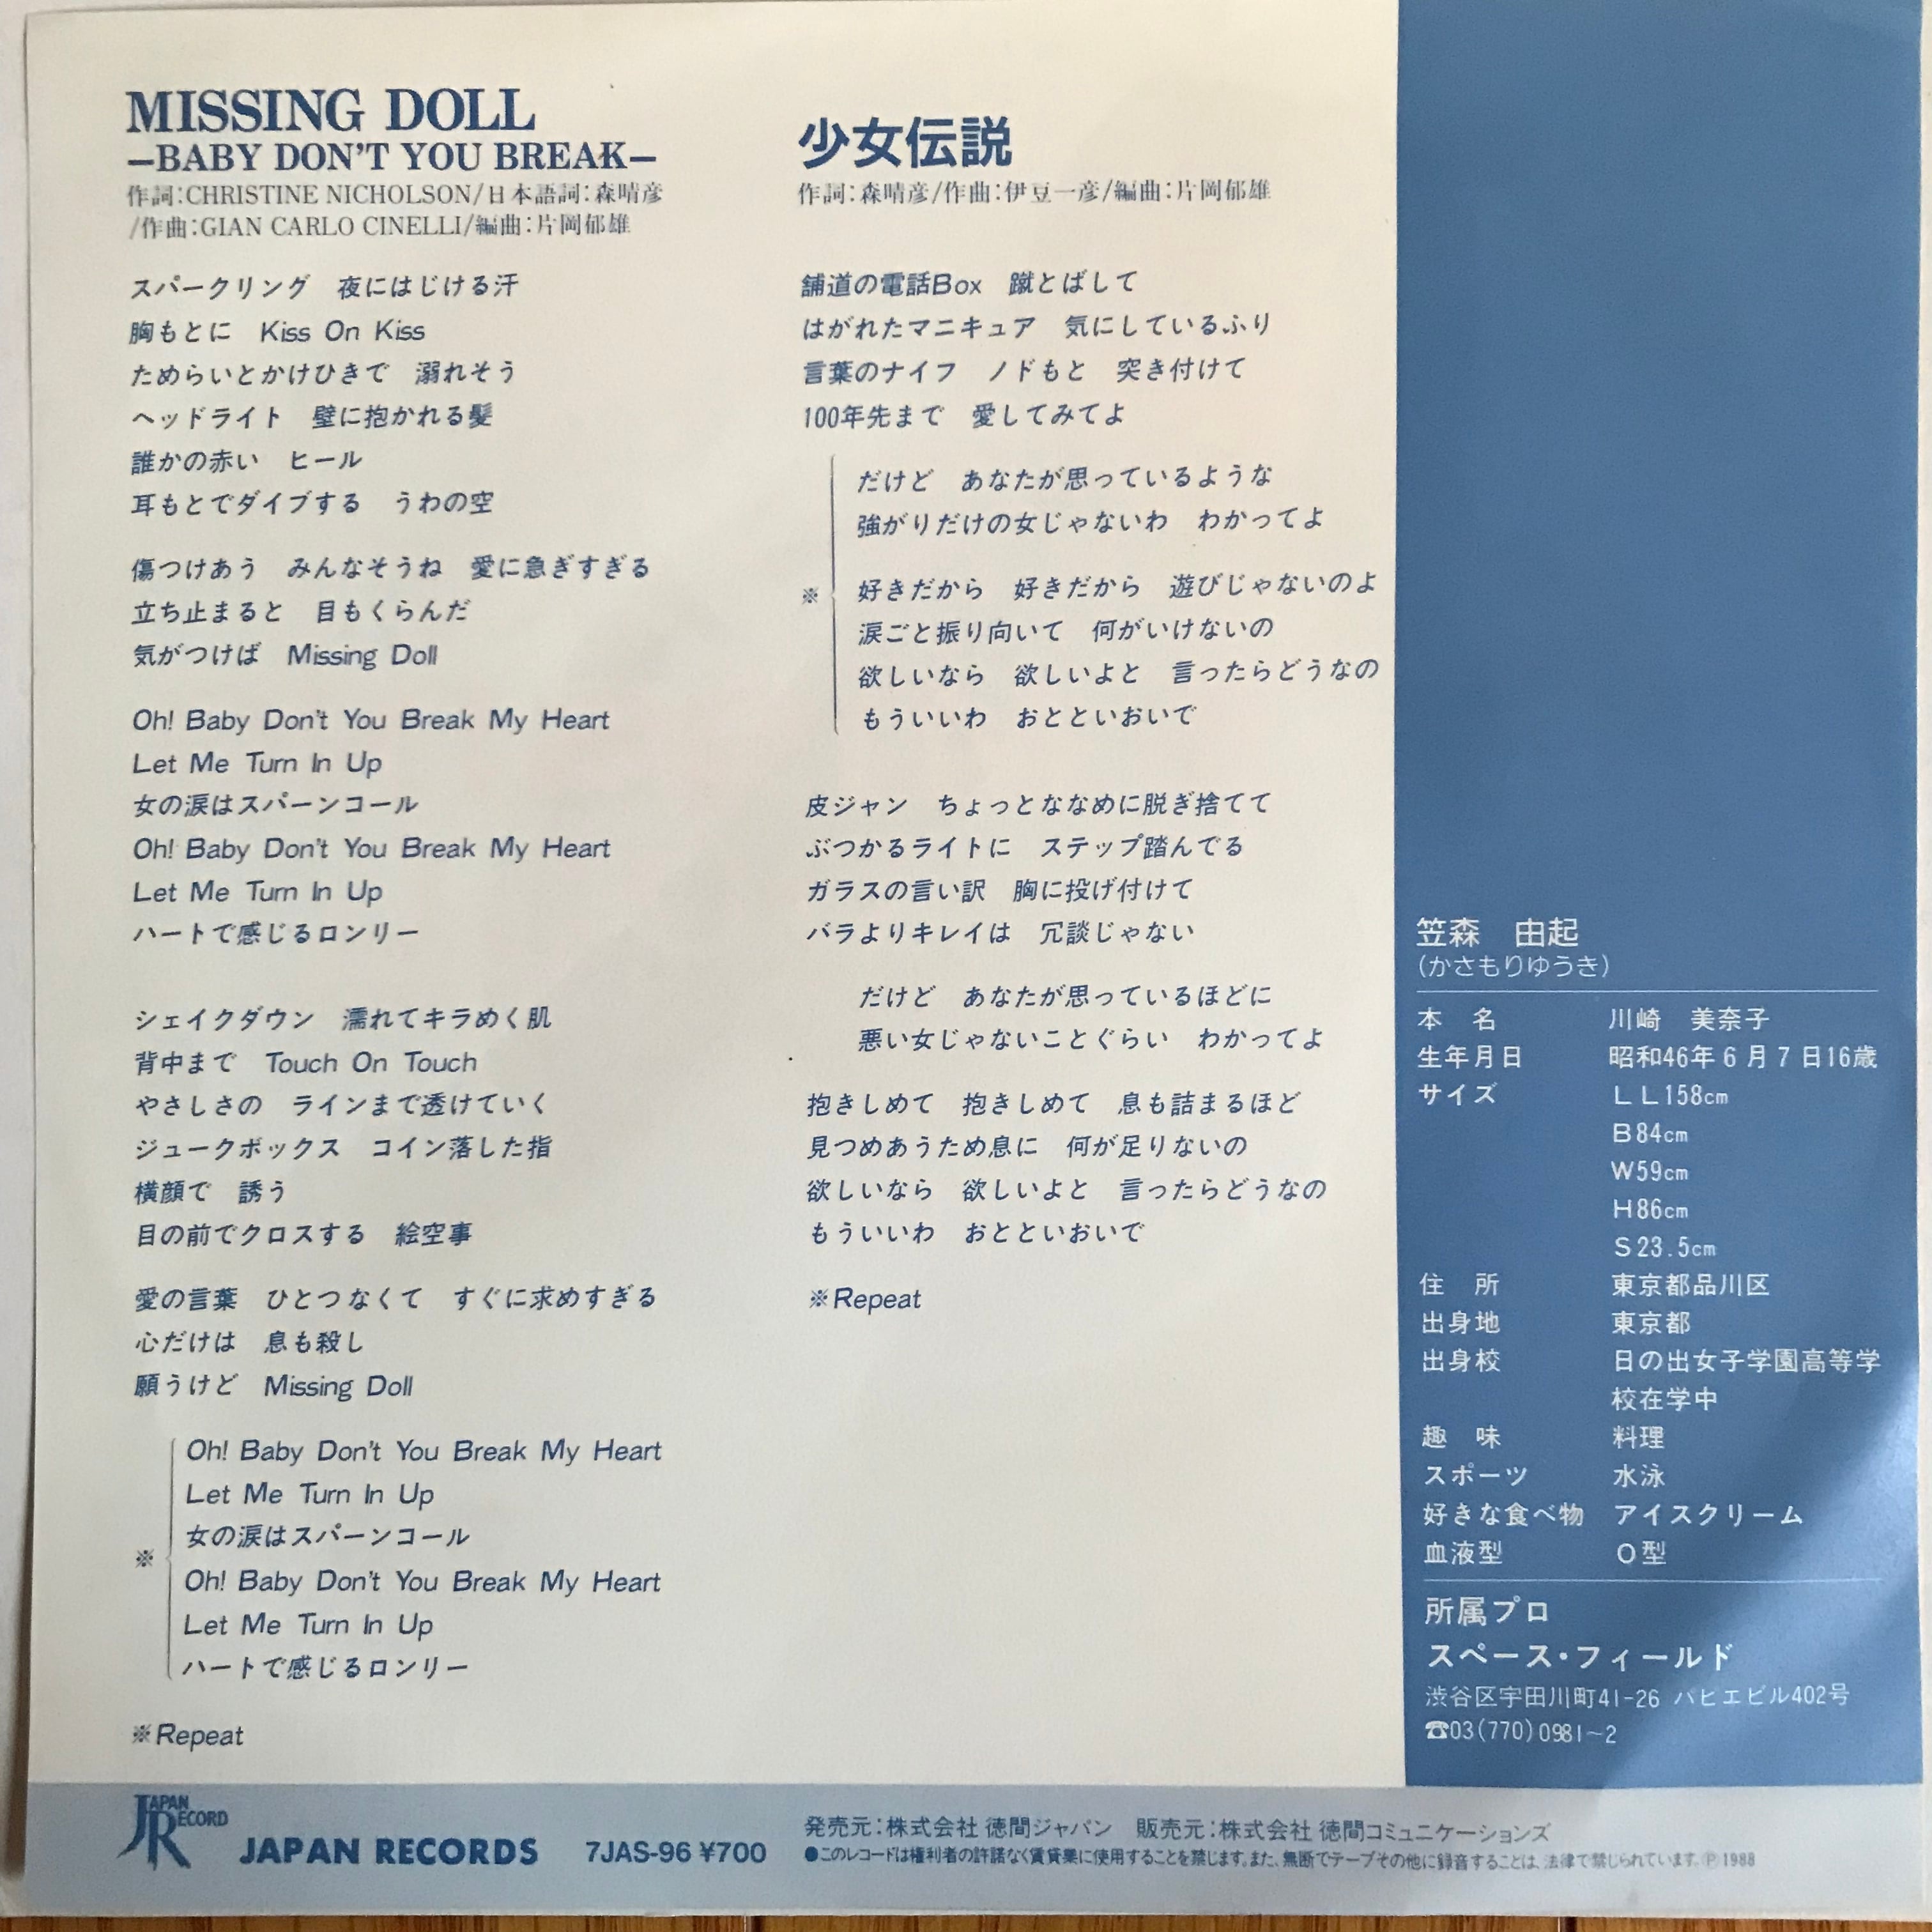 MISSING DOLL
—BABY DON'T YOU BREAK—
作詞:CHRISTINE NICHOLSON/日本語詞:森晴彦
/作曲:GIAN CARLO CINELLI/編曲:片岡郁雄
スパークリング　夜にはじける汗
胸もとに　Kiss On Kiss
ためらいとかけひきで　溺れそう
ヘッドライト　壁に抱かれる髪
誰かの赤い　ヒール
耳もとでダイブする　うわの空
傷つけあう　みんなそうね　愛に急ぎすぎる
立ち止まると　目もくらんだ
気がつけば　Missing Doll
Oh! Baby Don't You Break My Heart
Let Me Turn In Up
女の涙はスパーンコール
Oh! Baby Don't You Break My Heart
Let Me Turn In Up
ハートで感じるロンリー
シェイクダウン　濡れてキラめく肌
背中まで　Touch On Touch
やさしさの　ラインまで透けていく
ジュークボックス　コイン落した指
横顔で　誘う
目の前でクロスする　絵空事
愛の言葉　ひとつなくて　すぐに求めすぎる
心だけは　息も殺し
願うけど　Missing Doll
Oh! Baby Don't You Break My Heart
Let Me Turn In Up
女の涙はスパーンコール
※
Oh! Baby Don't You Break My Heart
Let Me Turn In Up
ハートで感じるロンリー
※Repeat
少女伝説
作詞:森晴彦/作曲:伊豆一彦/編曲:片岡郁雄
舗道の電話Box　蹴とばして
はがれたマニキュア　気にしているふり
言葉のナイフ　ノドもと　突き付けて
100年先まで　愛してみてよ
だけど　あなたが思っているような
強がりだけの女じゃないわ　わかってよ
※　好きだから　好きだから　遊びじゃないのよ
涙ごと振り向いて　何がいけないの
欲しいなら　欲しいよと　言ったらどうなの
もういいわ　おとといおいで
皮ジャン　ちょっとななめに脱ぎ捨てて
ぶつかるライトに　ステップ踏んでる
ガラスの言い訳　胸に投げ付けて
バラよりキレイは　冗談じゃない
だけど　あなたが思っているほどに
悪い女じゃないことぐらい　わかってよ
抱きしめて　抱きしめて　息も詰まるほど
見つめあうため息に　何が足りないの
欲しいなら　欲しいよと　言ったらどうなの
もういいわ　おとといおいで
※Repeat
笠森　由起
(かさもりゆうき)
本　名　川崎　美奈子
生年月日　昭和46年6月7日16歳
サイズ　ＬＬ158cm
B84cm
W59cm
H86cm
S23.5cm
住　所　東京都品川区
出身地　東京都
出身校　日の出女子学園高等学
校在学中
趣　味　料理
スポーツ　水泳
好きな食べ物　アイスクリーム
血液型　O型
所属プロ
スペース・フィールド
渋谷区宇田川町41-26 パピエビル402号
☎03(770)0981〜2
JAPAN RECORD
JAPAN RECORDS　7JAS-96 ¥700
発売元:株式会社 徳間ジャパン　販売元:株式会社 徳間コミュニケーションズ
●このレコードは権利者の許諾なく賃貸業に使用することを禁じます。また、無断でテープその他に録音することは、法律で禁じられています。Ⓟ1988